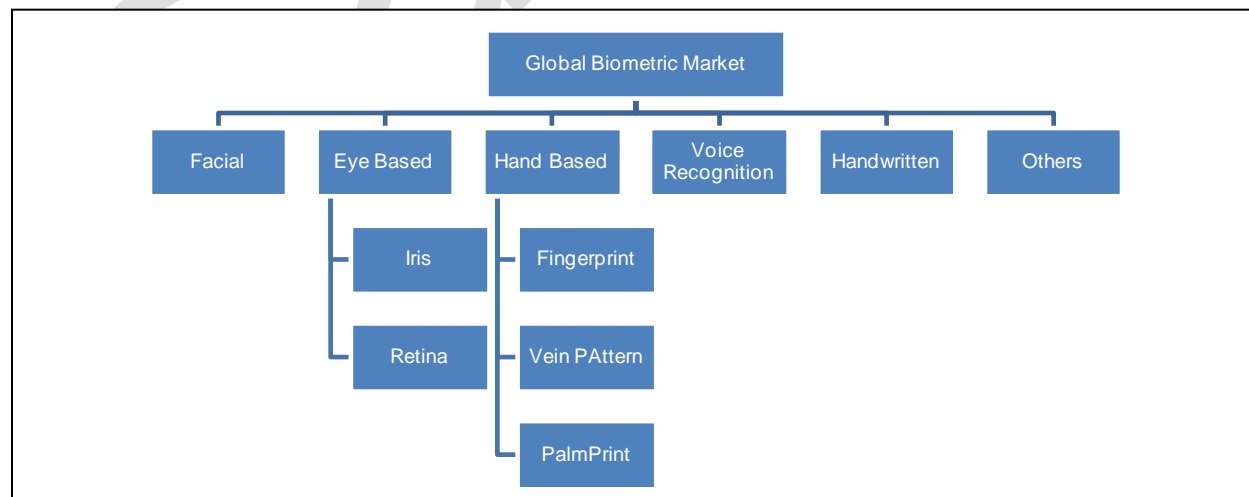 Global Biometric Market
Facial
Eye Based
Hand Based
Voice
Recognition
Handwritten
Others
Iris
Fingerprint
Retina
Vein PAttern
PalmPrint